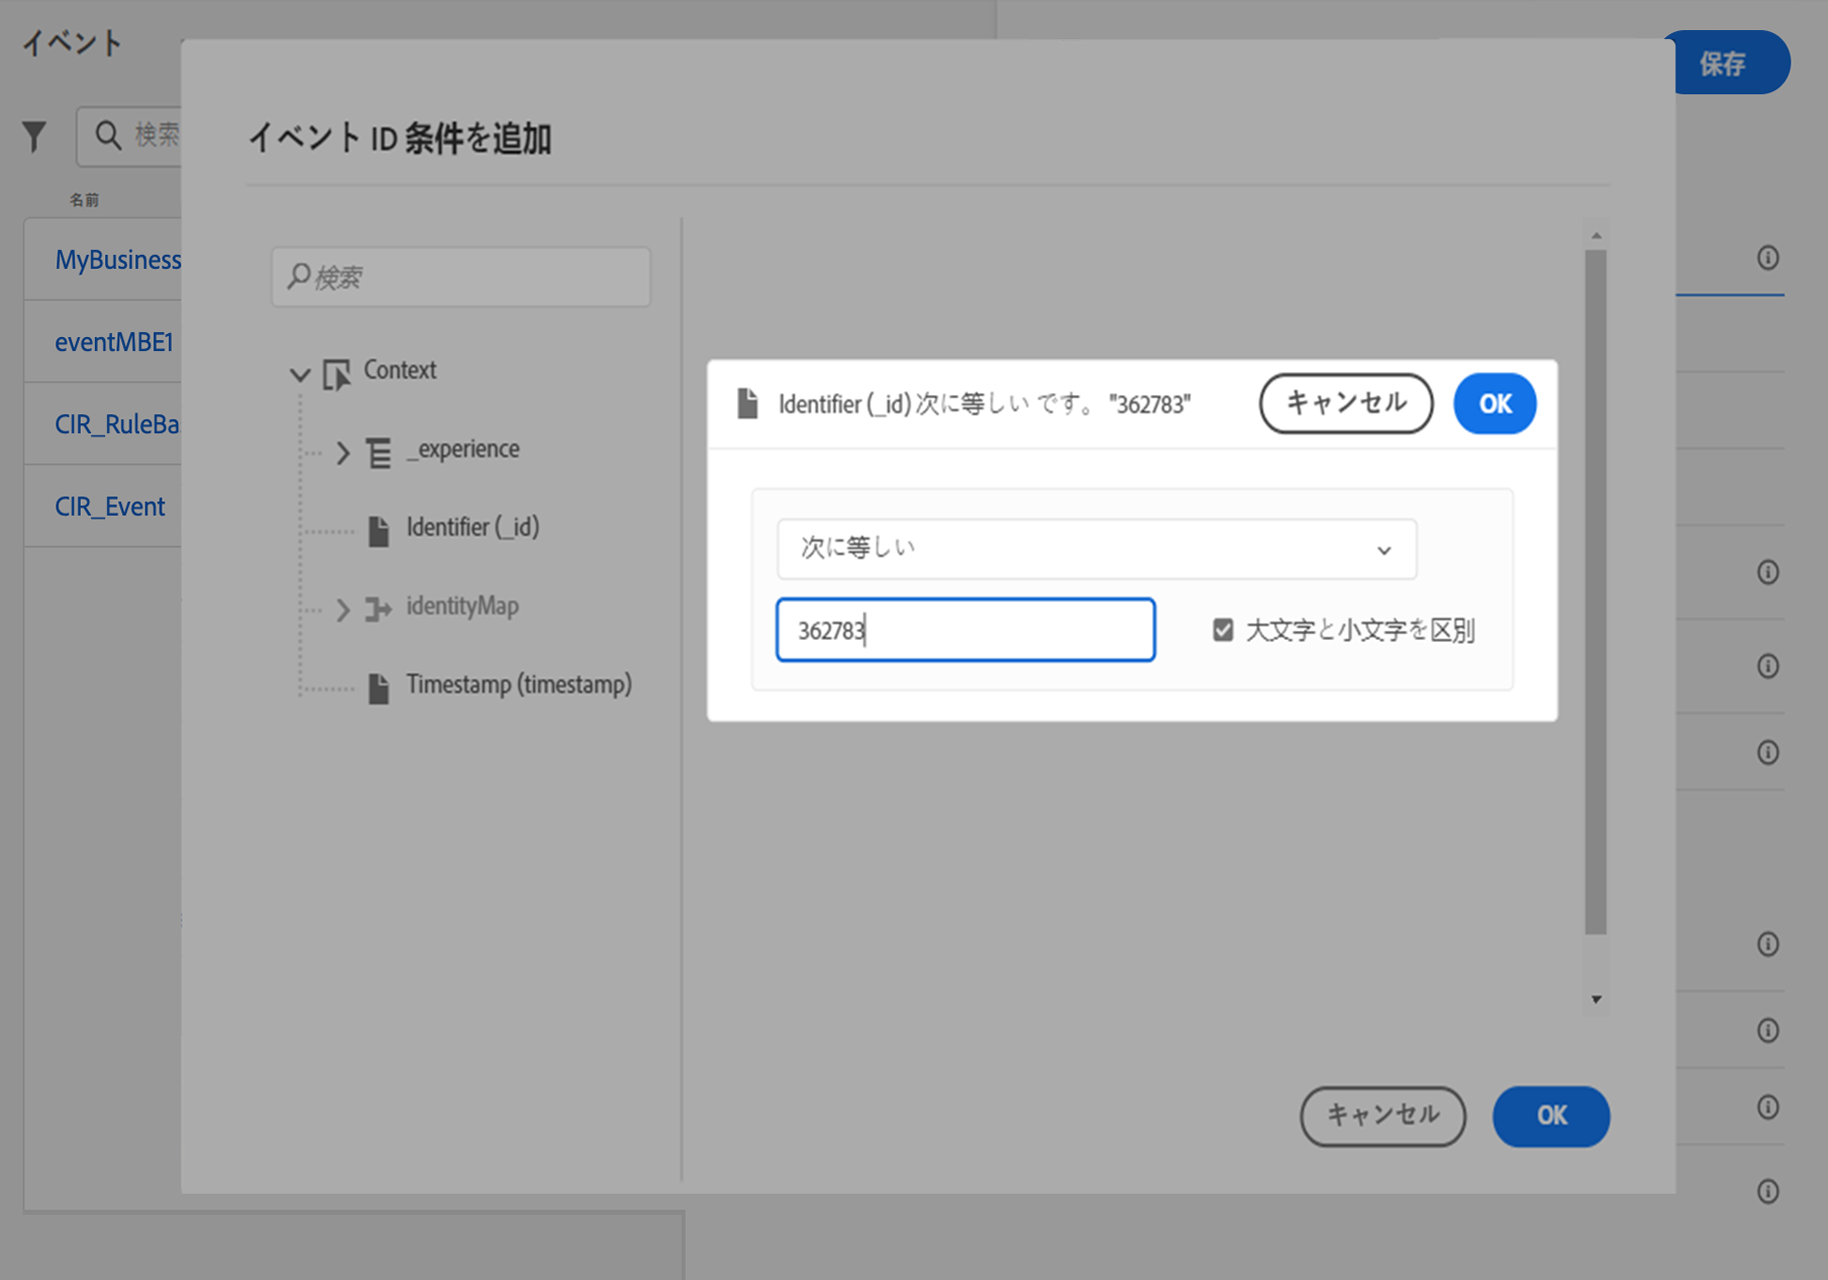 イベント
保存
検索
名前
MyBusiness
eventMBE1
CIR_RuleBa
CIR_Event
イベント ID 条件を追加
検索
Context
_experience
Identifier (_id)
identityMap
Timestamp (timestamp)
Identifier (_id) 次に等しい です。 "362783"
キャンセル
OK
次に等しい
362783
大文字と小文字を区別
キャンセル
OK